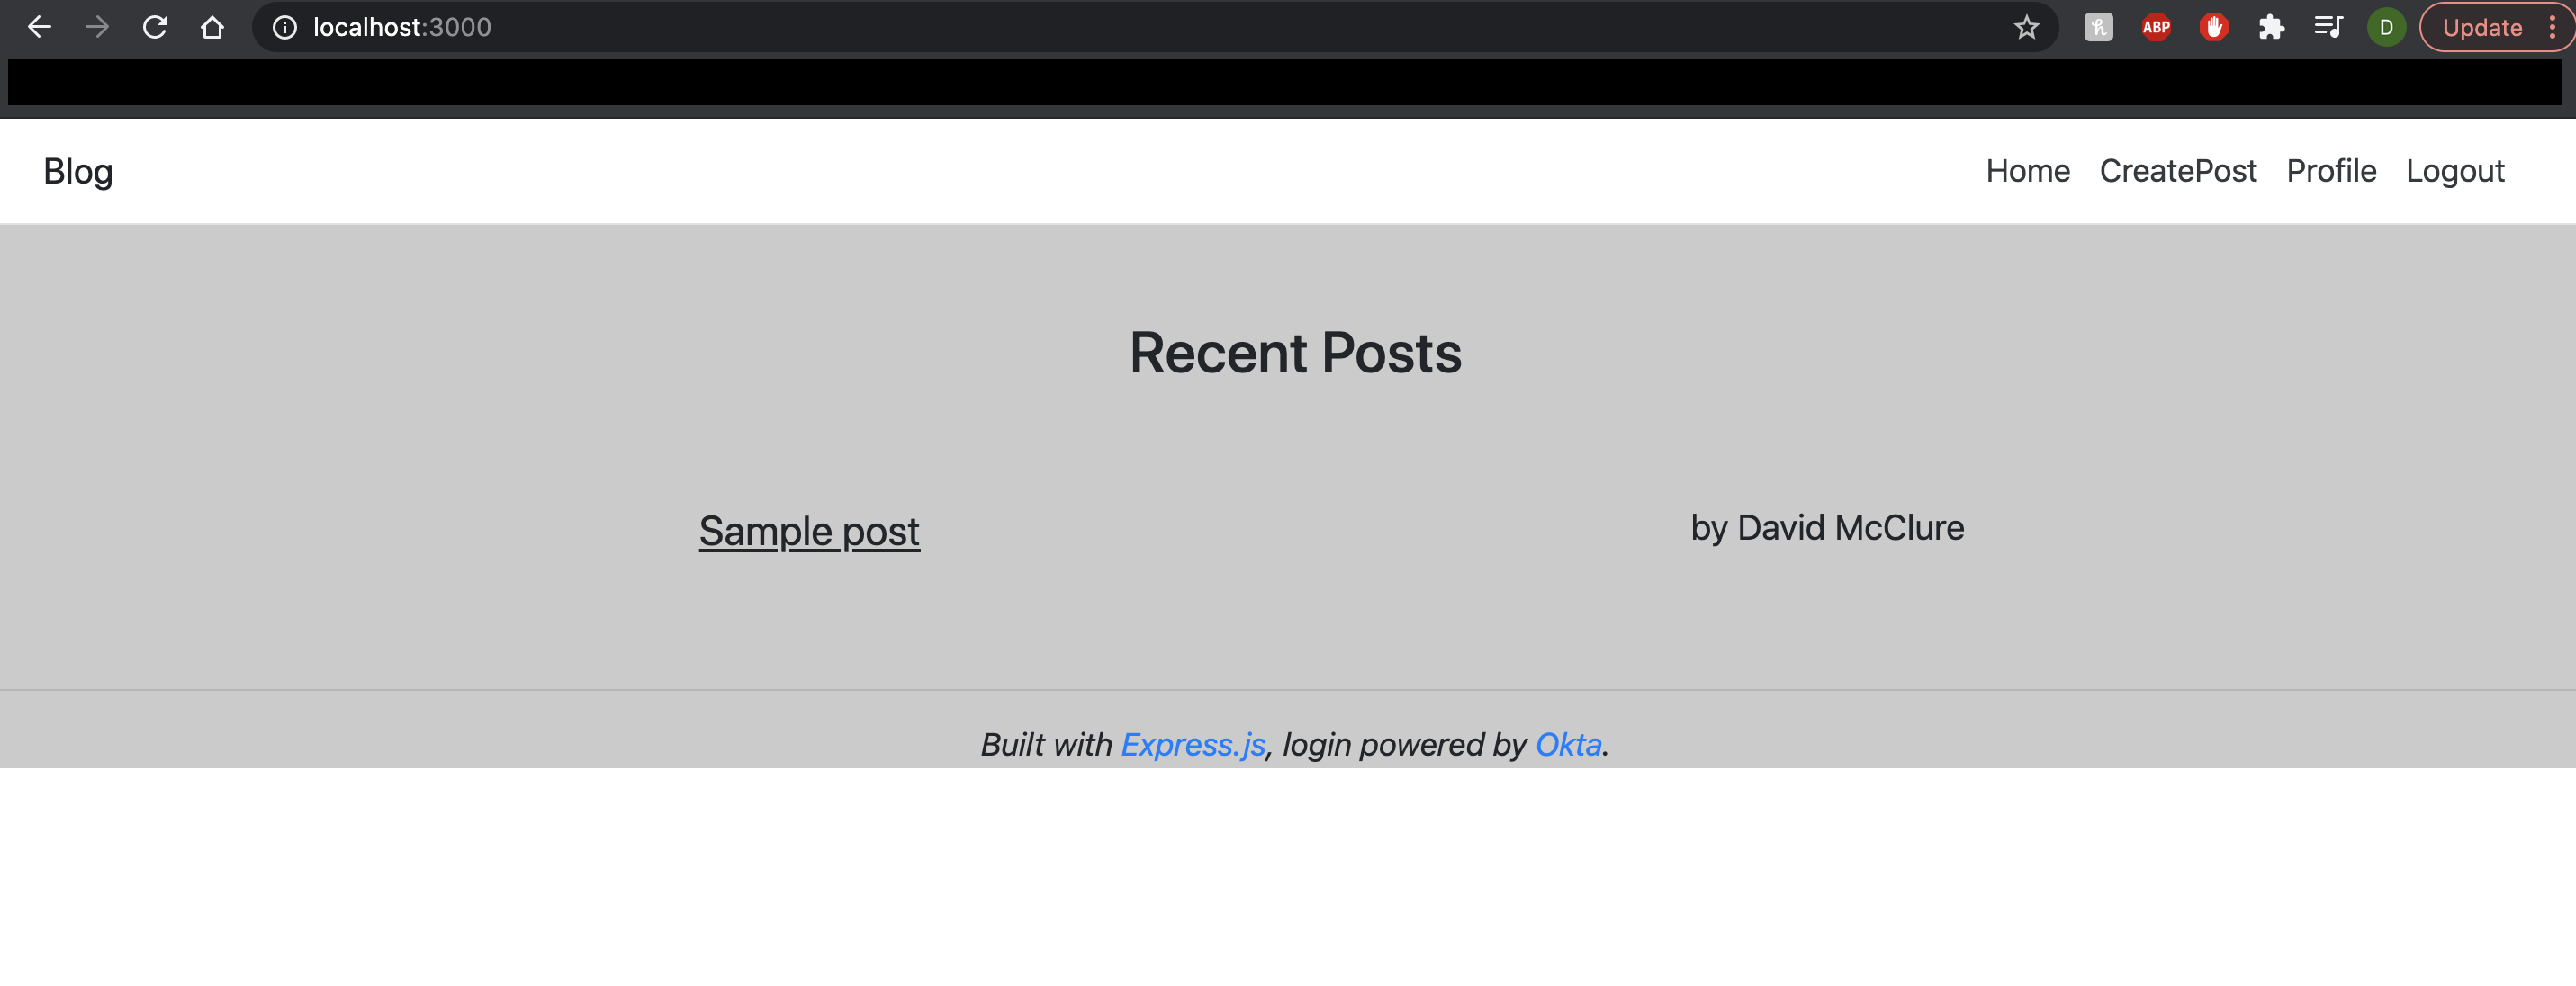 localhost:3000
ABP
D
Update
Blog
Home CreatePost Profile Logout
Recent Posts
Sample post by David McClure
Built with Express.js, login powered by Okta.